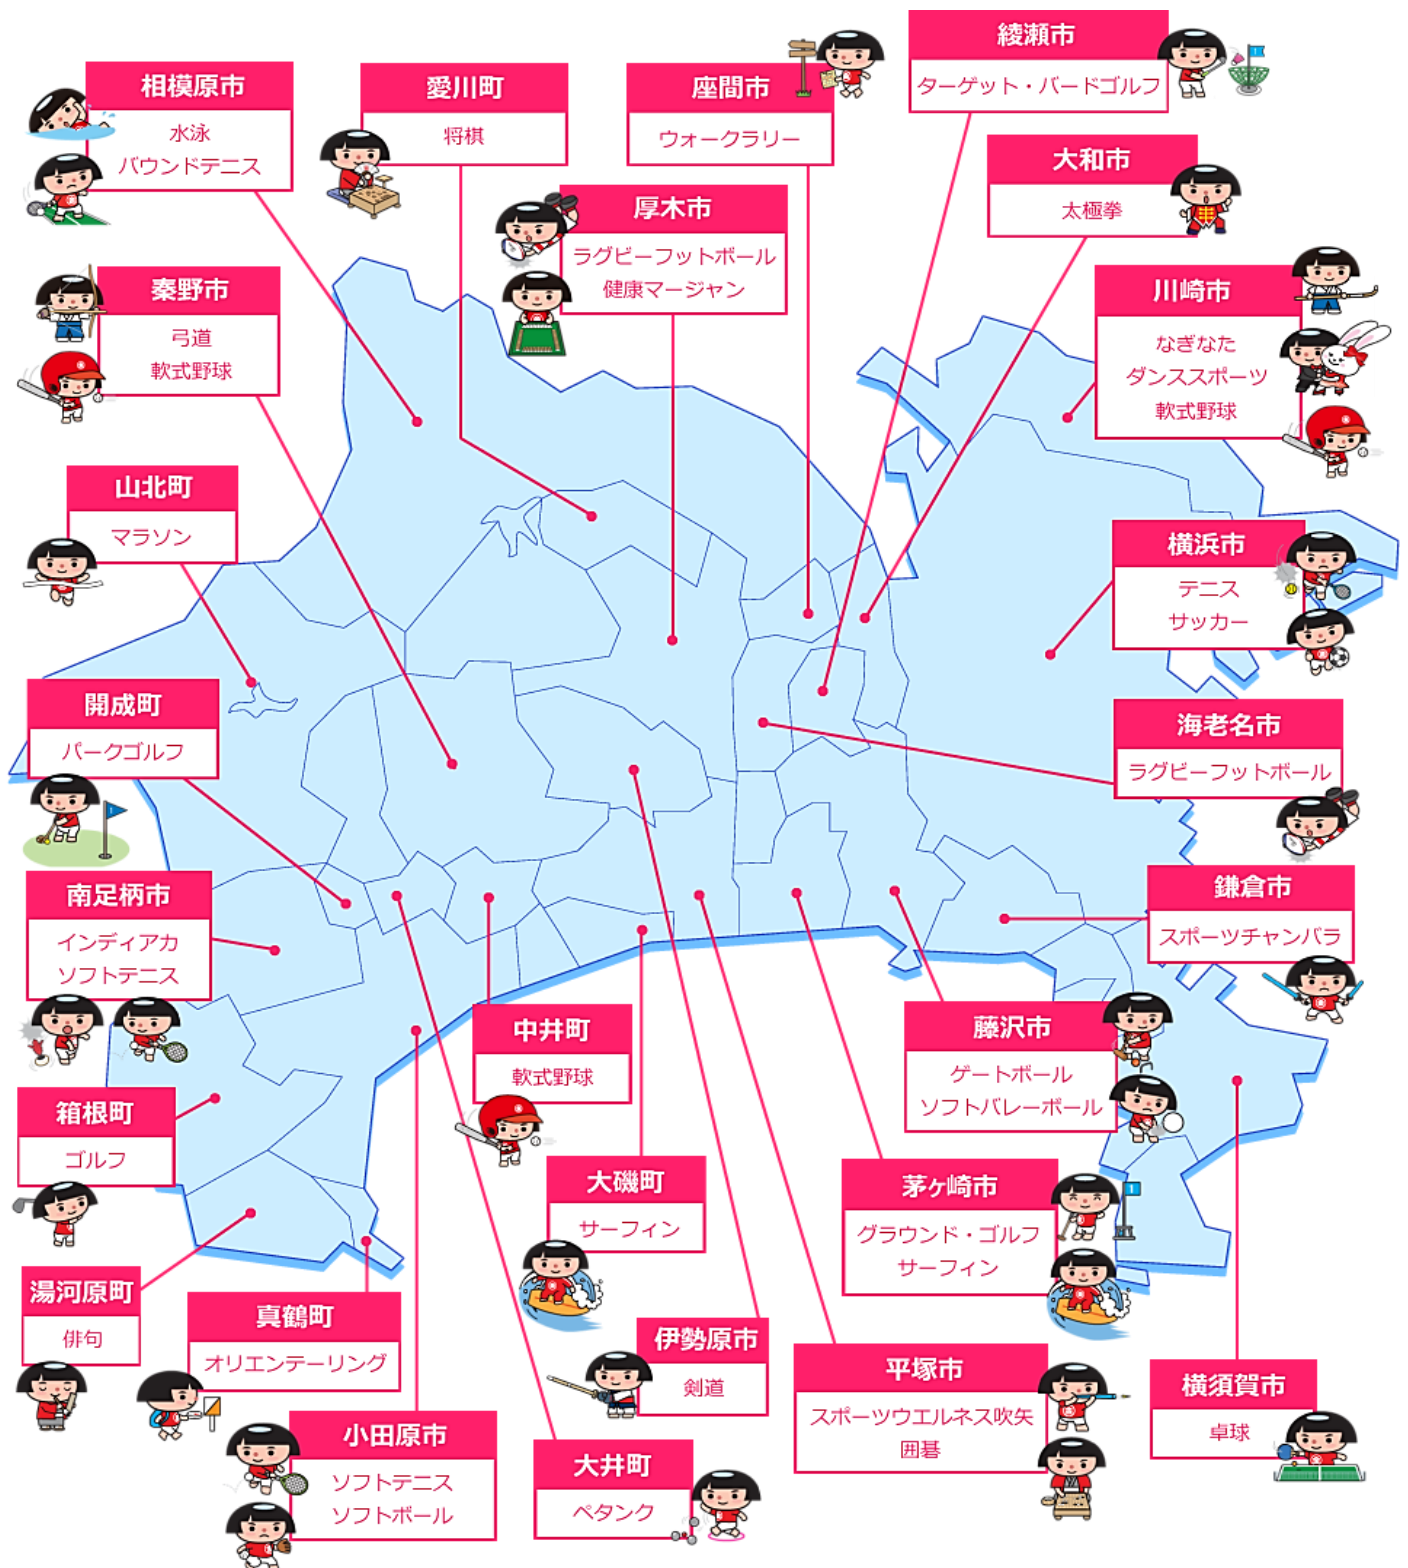 綾瀬市
ターゲット・バードゴルフ
相模原市
水泳
バウンドテニス
愛川町
将棋
座間市
ウォークラリー
大和市
太極拳
厚木市
ラグビーフットボール
健康マージャン
秦野市
弓道
軟式野球
川崎市
なぎなた
ダンススポーツ
軟式野球
山北町
マラソン
横浜市
テニス
サッカー
開成町
パークゴルフ
海老名市
ラグビーフットボール
南足柄市
インディアカ
ソフトテニス
鎌倉市
スポーツチャンバラ
中井町
軟式野球
藤沢市
ゲートボール
ソフトバレーボール
箱根町
ゴルフ
大磯町
サーフィン
茅ヶ崎市
グラウンド・ゴルフ
サーフィン
湯河原町
俳句
真鶴町
オリエンテーリング
伊勢原市
剣道
平塚市
スポーツウエルネス吹矢
囲碁
横須賀市
卓球
小田原市
ソフトテニス
ソフトボール
大井町
ペタンク